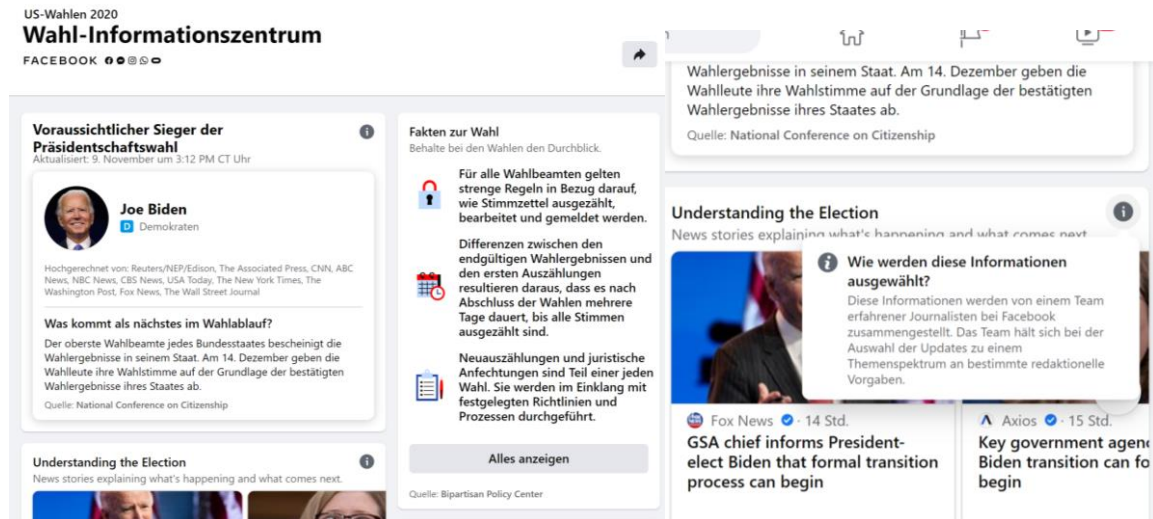 US-Wahlen 2020
Wahl-Informationszentrum
FACEBOOK
Voraussichtlicher Sieger der
Präsidentschaftswahl
Aktualisiert: 9. November um 3:12 PM CT Uhr
Joe Biden
D Demokraten
Hochgerechnet von: Reuters/NEP/Edison, The Associated Press, CNN, ABC
News, NBC News, CBS News, USA Today, The New York Times, The
Washington Post, Fox News, The Wall Street Journal
Was kommt als nächstes im Wahlablauf?
Der oberste Wahlbeamte jedes Bundesstaates bescheinigt die
Wahlergebnisse in seinem Staat. Am 14. Dezember geben die
Wahlleute ihre Wahlstimme auf der Grundlage der bestätigten
Wahlergebnisse ihres Staates ab.
Quelle: National Conference on Citizenship
Understanding the Election
News stories explaining what's happening and what comes next.
Fakten zur Wahl
Behalte bei den Wahlen den Durchblick.
Für alle Wahlbeamten gelten
strenge Regeln in Bezug darauf,
wie Stimmzettel ausgezählt,
bearbeitet und gemeldet werden.
Differenzen zwischen den
endgültigen Wahlergebnissen und
den ersten Auszählungen
resultieren daraus, dass es nach
Abschluss der Wahlen mehrere
Tage dauert, bis alle Stimmen
ausgezählt sind.
Neuauszählungen und juristische
Anfechtungen sind Teil einer jeden
Wahl. Sie werden im Einklang mit
festgelegten Richtlinien und
Prozessen durchgeführt.
Alles anzeigen
Quelle: Bipartisan Policy Center
Wahlergebnisse in seinem Staat. Am 14. Dezember geben die
Wahlleute ihre Wahlstimme auf der Grundlage der bestätigten
Wahlergebnisse ihres Staates ab.
Quelle: National Conference on Citizenship
Understanding the Election
News stories explaining what's happening and what comes next
Wie werden diese Informationen
ausgewählt?
Diese Informationen werden von einem Team
erfahrener Journalisten bei Facebook
zusammengestellt. Das Team hält sich bei der
Auswahl der Updates zu einem
Themenspektrum an bestimmte redaktionelle
Vorgaben.
Fox News · 14 Std.
GSA chief informs President-
elect Biden that formal transition
process can begin
Axios · 15 Std.
Key government agen
Biden transition can fo
begin